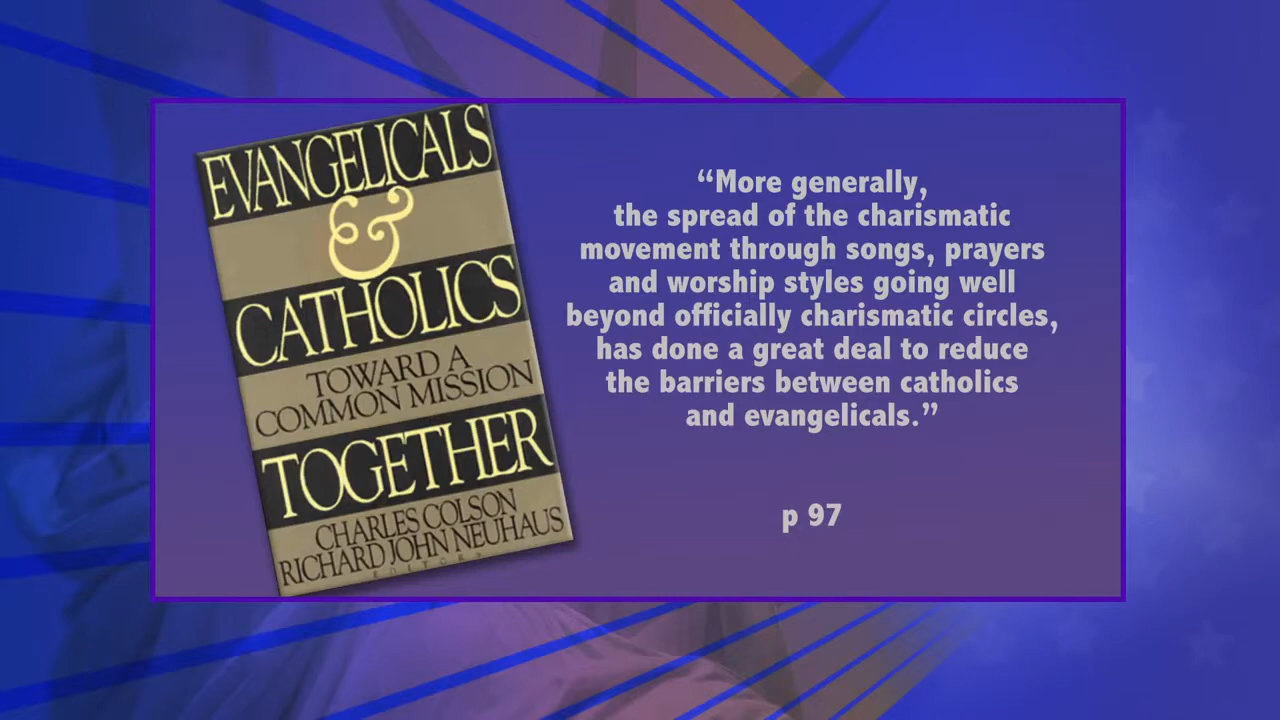 EVANGELICALS
&
CATHOLICS
TOWARD A
COMMON MISSION
TOGETHER
CHARLES COLSON
RICHARD JOHN NEUHAUS
EDITORS
“More generally,
the spread of the charismatic
movement through songs, prayers
and worship styles going well
beyond officially charismatic circles,
has done a great deal to reduce
the barriers between catholics
and evangelicals.”
p 97